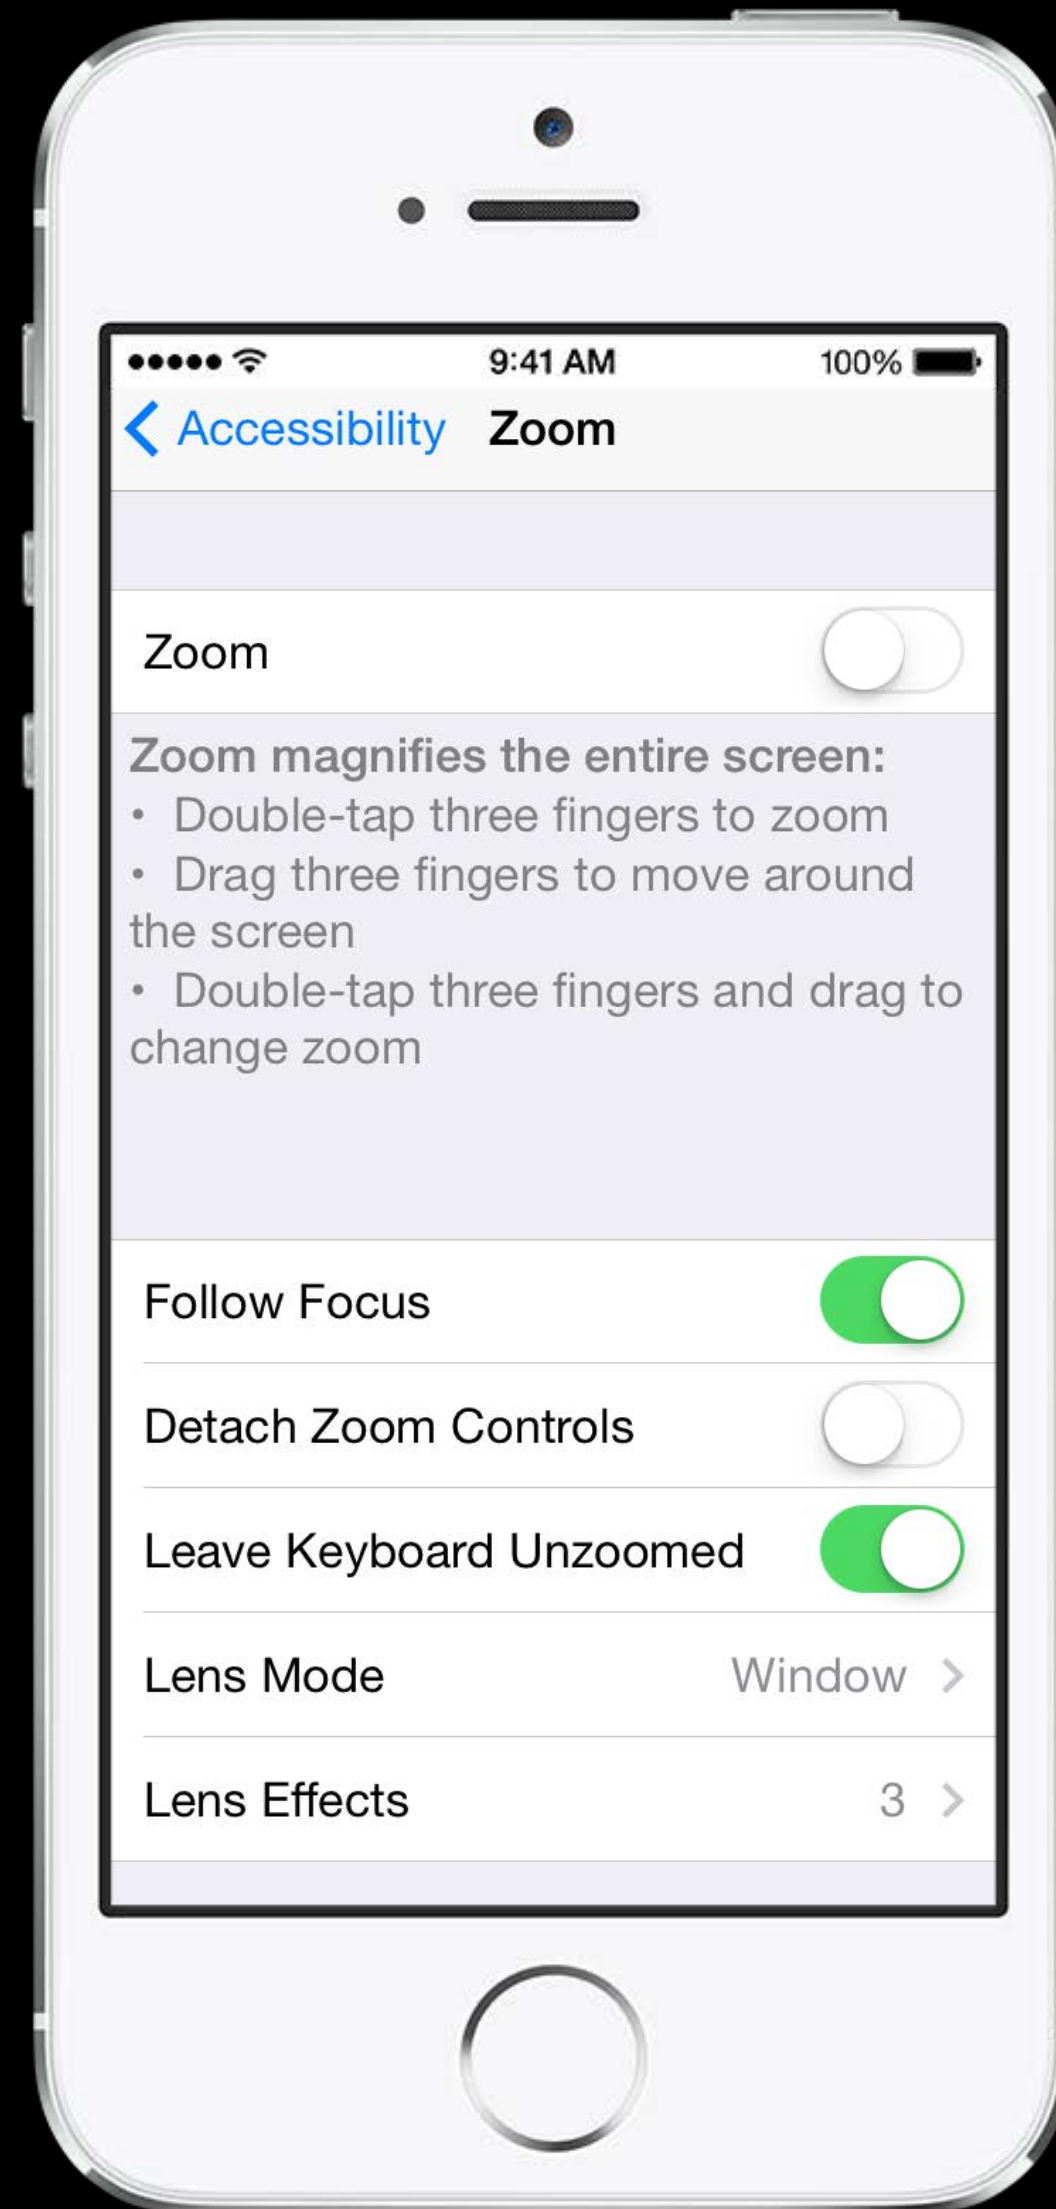 9:41 AM 100%
Accessibility Zoom
Zoom
Zoom magnifies the entire screen:
• Double-tap three fingers to zoom
• Drag three fingers to move around
the screen
• Double-tap three fingers and drag to
change zoom
Follow Focus
Detach Zoom Controls
Leave Keyboard Unzoomed
Lens Mode Window
Lens Effects 3